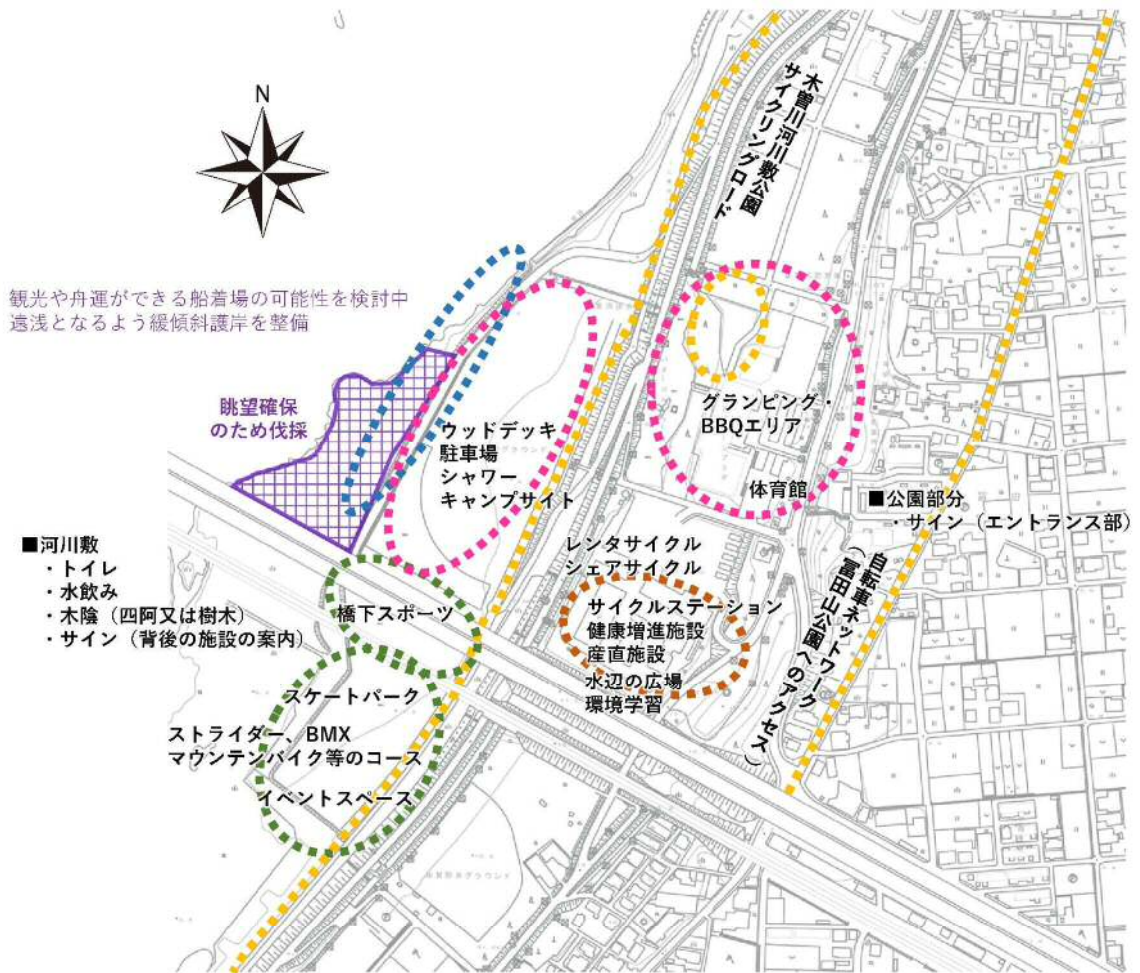 N
木曽川河川敷公園
サイクリングロード
観光や舟運ができる船着場の可能性を検討中
遠浅となるよう緩傾斜護岸を整備
眺望確保
のため伐採
ウッドデッキ
駐車場
シャワー
キャンプサイト
グランピング・
BBQエリア
体育館
■公園部分
・サイン（エントランス部）
■河川敷
・トイレ
・水飲み
・木陰（四阿又は樹木）
・サイン（背後の施設の案内）
橋下スポーツ
レンタサイクル
シェアサイクル
サイクルステーション
健康増進施設
産直施設
水辺の広場
環境学習
自転車ネットワーク
（冨田山公園へのアクセス）
スケートパーク
ストライダー、BMX
マウンテンバイク等のコース
イベントスペース